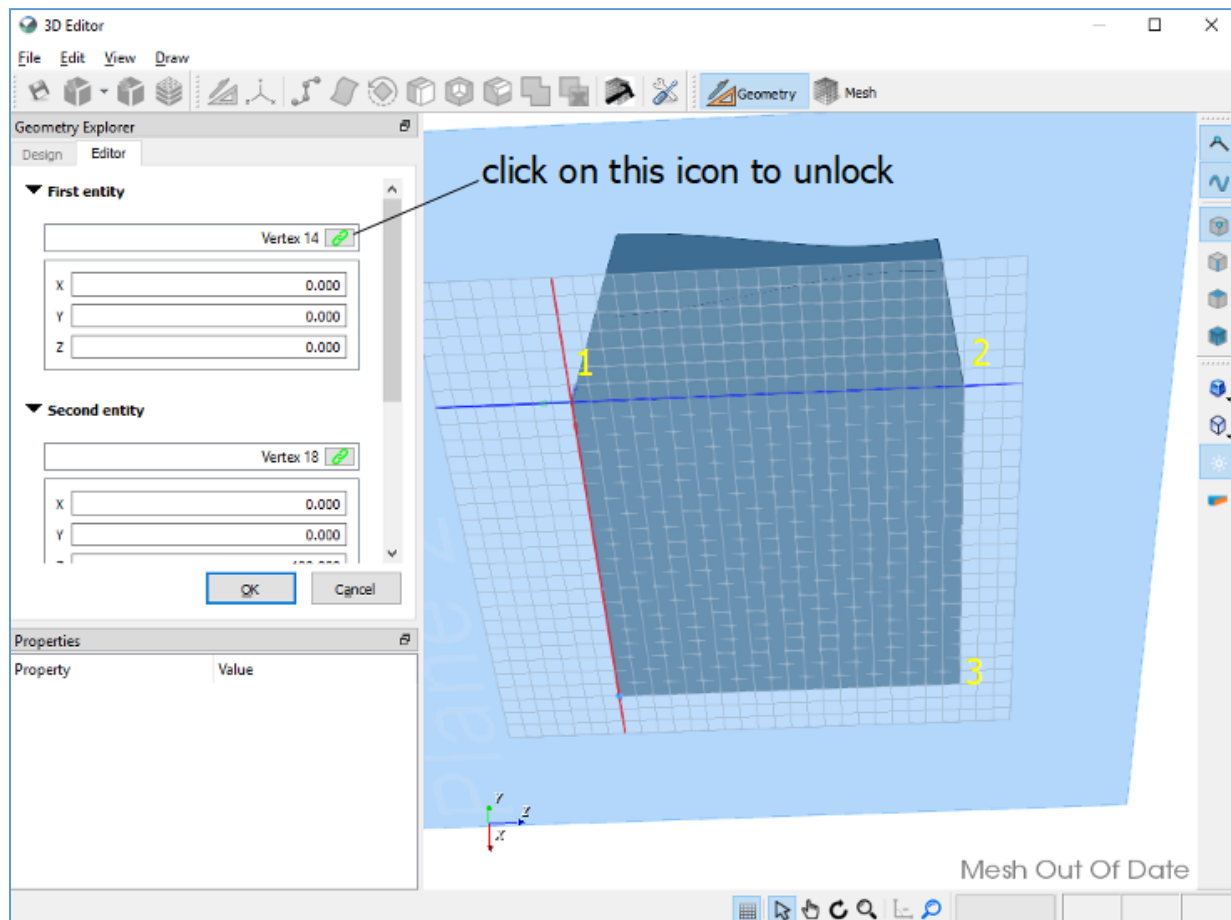 3D Editor
File Edit View Draw
Geometry Mesh
Geometry Explorer
Design Editor
click on this icon to unlock
First entity
Vertex 14
X 0.000
Y 0.000
Z 0.000
1
2
Second entity
Vertex 18
X 0.000
Y 0.000
OK Cancel
Properties
Property Value
3
Plane
Y
Z
X
Mesh Out Of Date